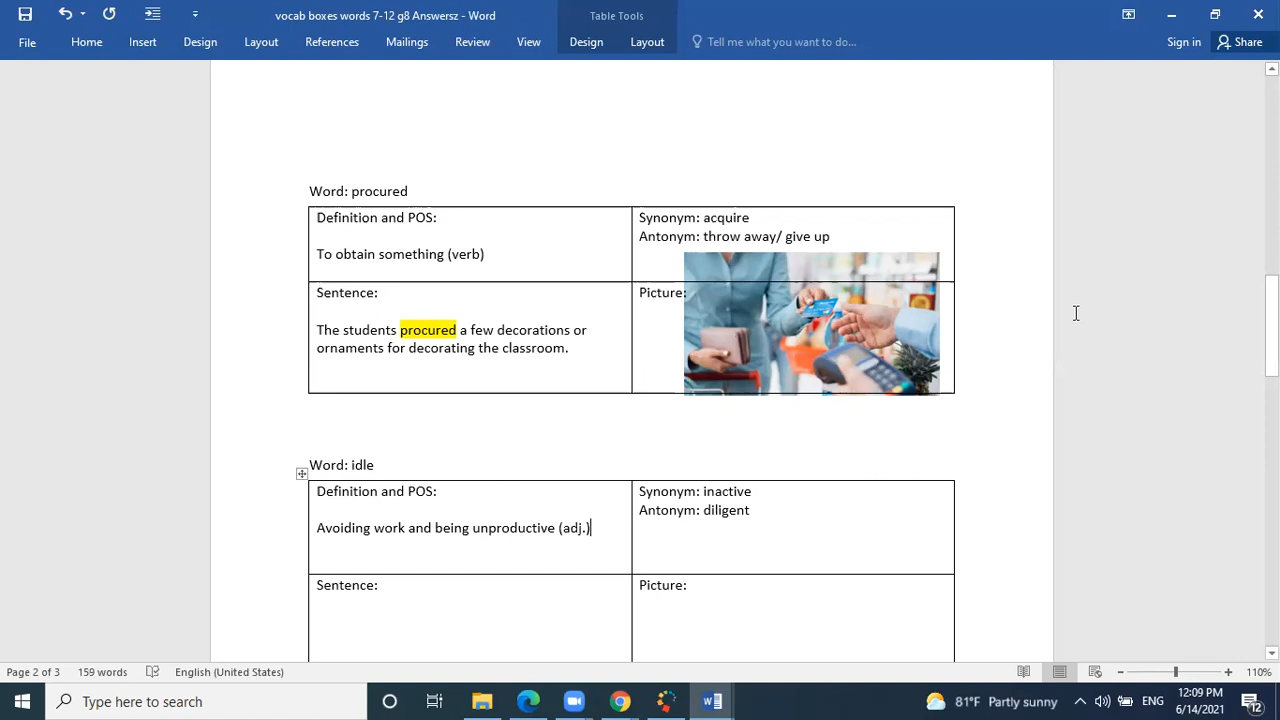 vocab boxes words 7-12 g8 Answersz - Word
Table Tools
File
Home
Insert
Design
Layout
References
Mailings
Review
View
Design
Layout
Tell me what you want to do...
Sign in
Share
Word: procured
Definition and POS:
To obtain something (verb)
Synonym: acquire
Antonym: throw away/ give up
Sentence:
The students procured a few decorations or
ornaments for decorating the classroom.
Picture:
Word: idle
Definition and POS:
Avoiding work and being unproductive (adj.)
Synonym: inactive
Antonym: diligent
Sentence:
Picture:
Page 2 of 3
159 words
English (United States)
110%
Type here to search
81°F Partly sunny
ENG
12:09 PM
6/14/2021
12